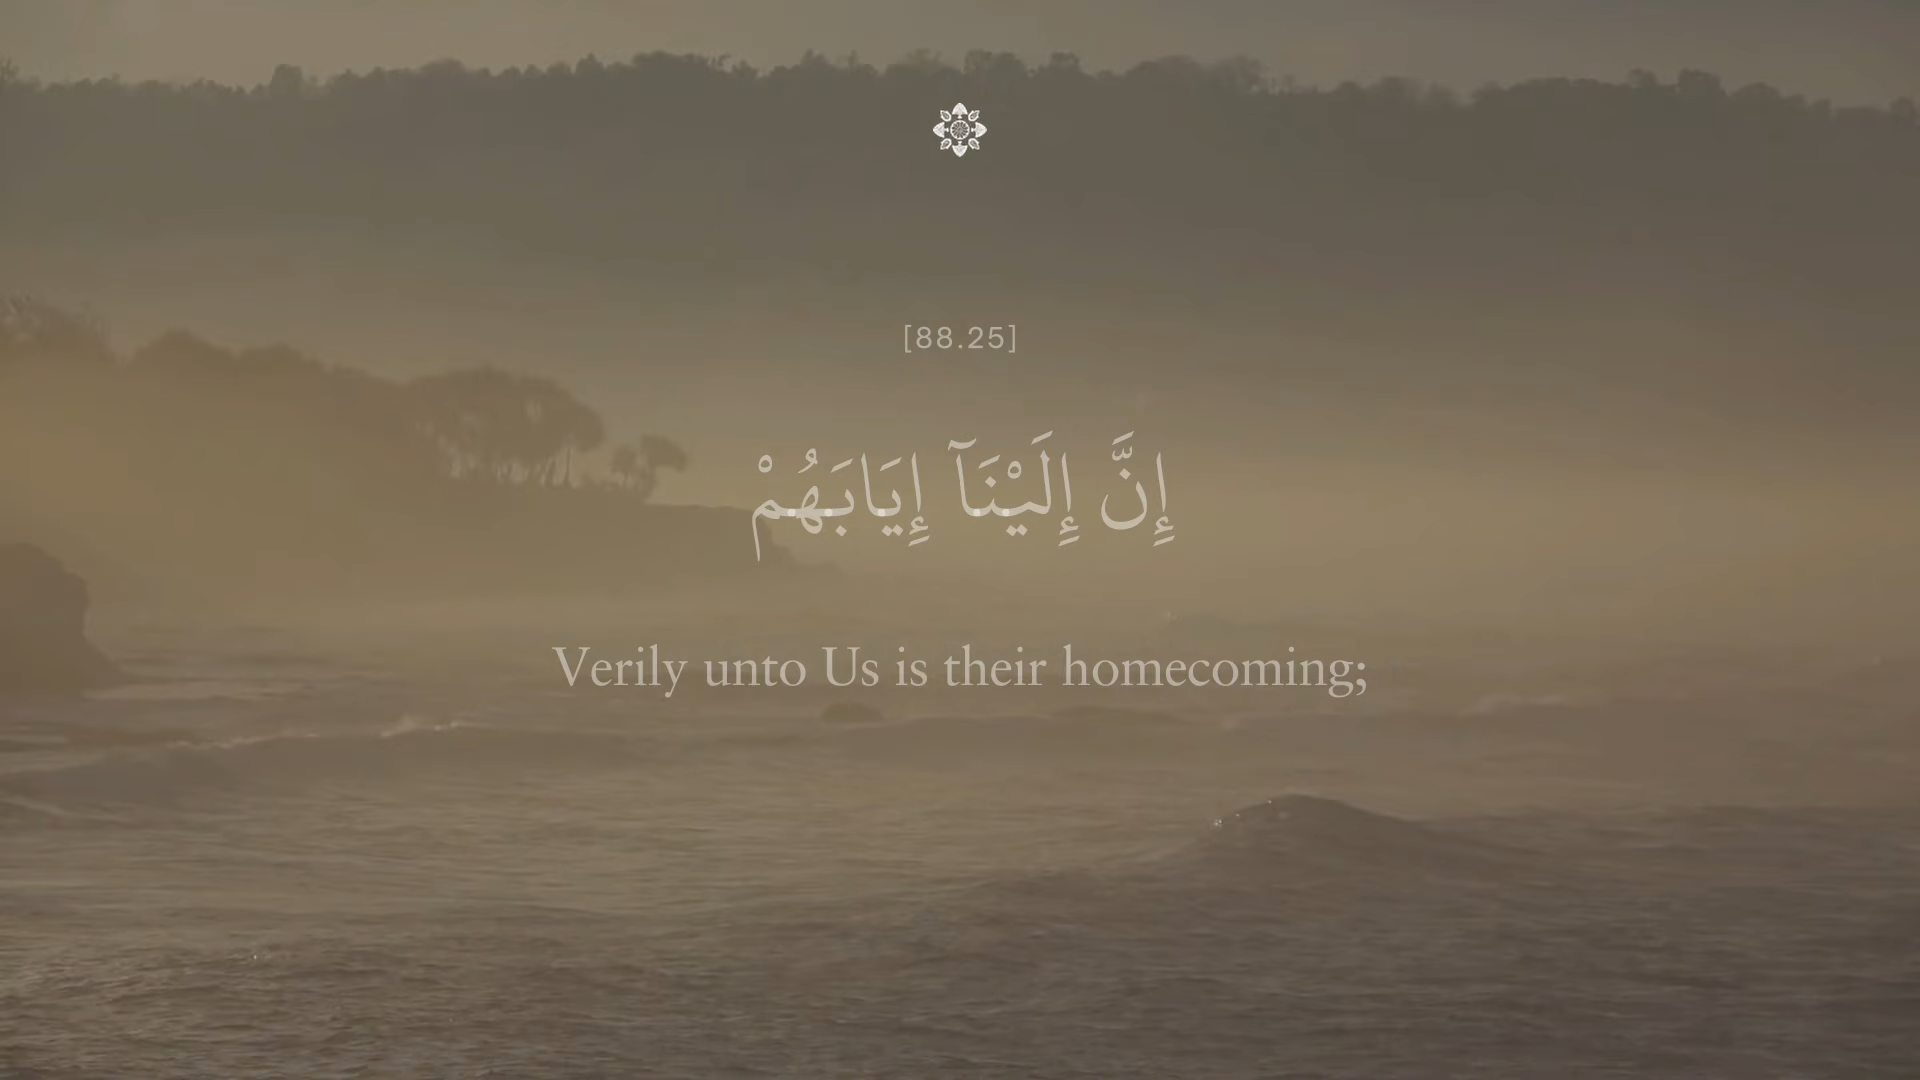 [88.25]
إِنَّ إِلَيْنَآ إِيَابَهُمْ
Verily unto Us is their homecoming;